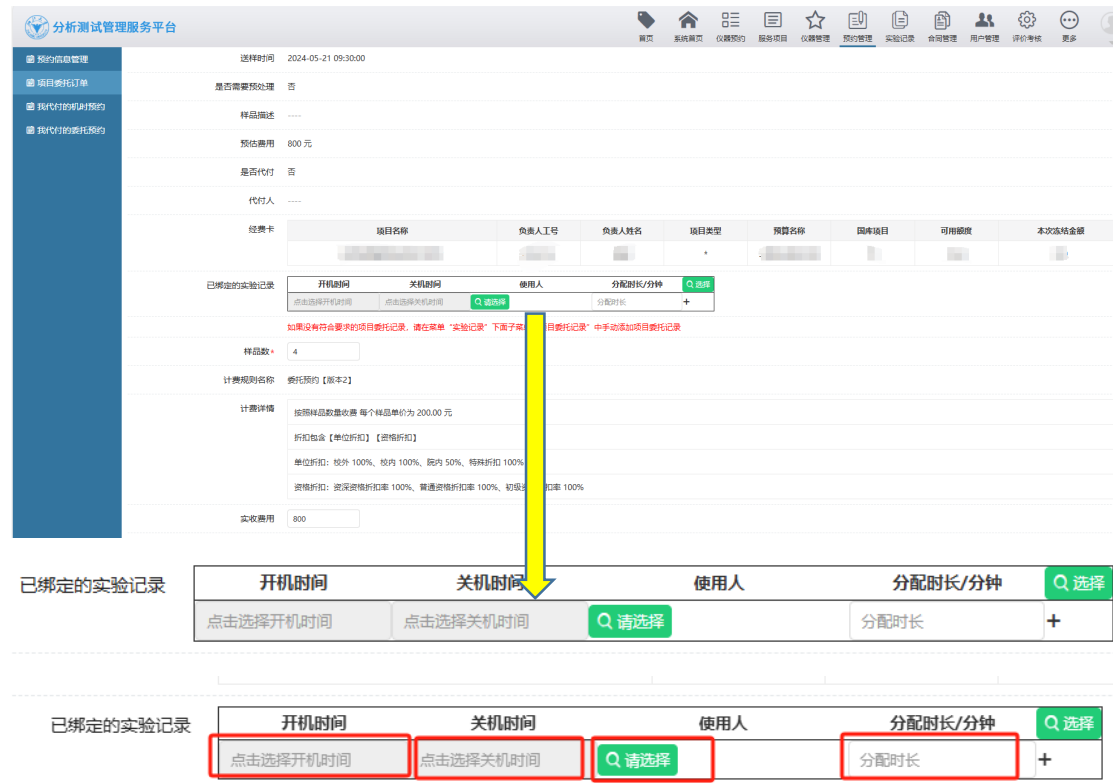 分析测试管理服务平台
首页 系统首页 仪器预约 服务项目 仪器管理 预约管理 实验记录 合同管理 用户管理 评价考核 更多
预约信息管理
项目委托订单
我代付的机时预约
我代付的委托预约
送样时间 2024-05-21 09:30:00
是否需要预处理 否
样品描述 ----
预估费用 800 元
是否代付 否
代付人 ----
经费卡 项目名称 负责人工号 负责人姓名 项目类型 预算名称 国库项目 可用额度 本次冻结金额
*
已绑定的实验记录 开机时间 关机时间 使用人 分配时长/分钟 选择
点击选择开机时间 点击选择关机时间 请选择 分配时长 +
如果没有符合要求的项目委托记录，请在菜单“实验记录”下面子菜 目委托记录”中手动添加项目委托记录
样品数* 4
计费规则名称 委托预约【版本2】
计费详情 按照样品数量收费 每个样品单价为 200.00 元
折扣包含【单位折扣】【资格折扣】
单位折扣：校外 100%、校内 100%、院内 50%、特殊折扣 100%
资格折扣：资深资格折扣率 100%、普通资格折扣率 100%、初级 扣率 100%
实收费用 800
已绑定的实验记录 开机时间 关机时间 使用人 分配时长/分钟 选择
点击选择开机时间 点击选择关机时间 请选择 分配时长 +
已绑定的实验记录 开机时间 关机时间 使用人 分配时长/分钟 选择
点击选择开机时间 点击选择关机时间 请选择 分配时长 +